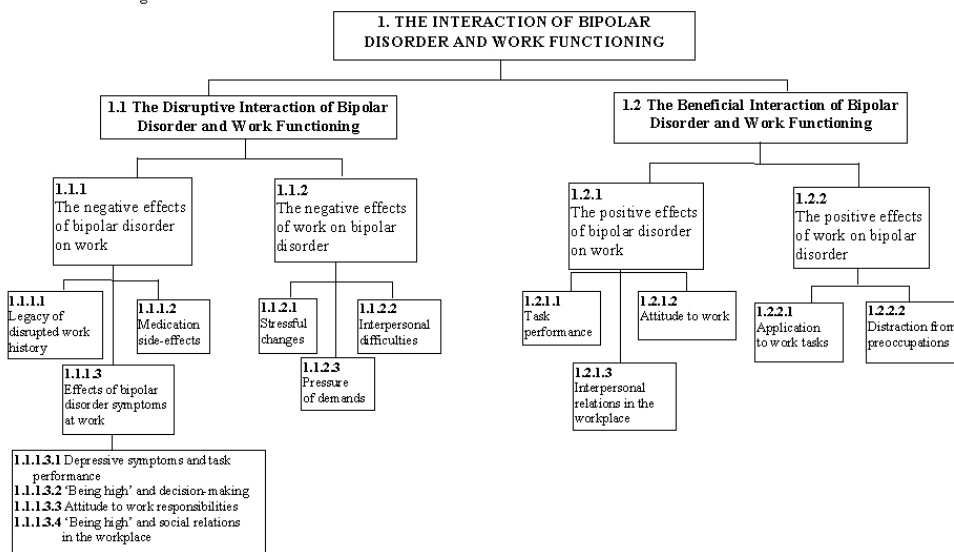 1. THE INTERACTION OF BIPOLAR
DISORDER AND WORK FUNCTIONING
1.1 The Disruptive Interaction of Bipolar
Disorder and Work Functioning
1.2 The Beneficial Interaction of Bipolar
Disorder and Work Functioning
1.1.1
The negative effects
of bipolar disorder
on work
1.1.2
The negative effects
of work on bipolar
disorder
1.2.1
The positive effects
of bipolar disorder
on work
1.2.2
The positive effects
of work on bipolar
disorder
1.1.1.1
Legacy of
disrupted work
history
1.1.1.2
Medication
side-effects
1.1.1.3
Effects of bipolar
disorder symptoms
at work
1.1.2.1
Stressful
changes
1.1.2.2
Interpersonal
difficulties
1.1.2.3
Pressure
of demands
1.2.1.1
Task
performance
1.2.1.2
Attitude to work
1.2.1.3
Interpersonal
relations in the
workplace
1.2.2.1
Application
to work tasks
1.2.2.2
Distraction from
preoccupations
1.1.1.3.1 Depressive symptoms and task
performance
1.1.1.3.2 'Being high' and decision-making
1.1.1.3.3 Attitude to work responsibilities
1.1.1.3.4 'Being high' and social relations
in the workplace